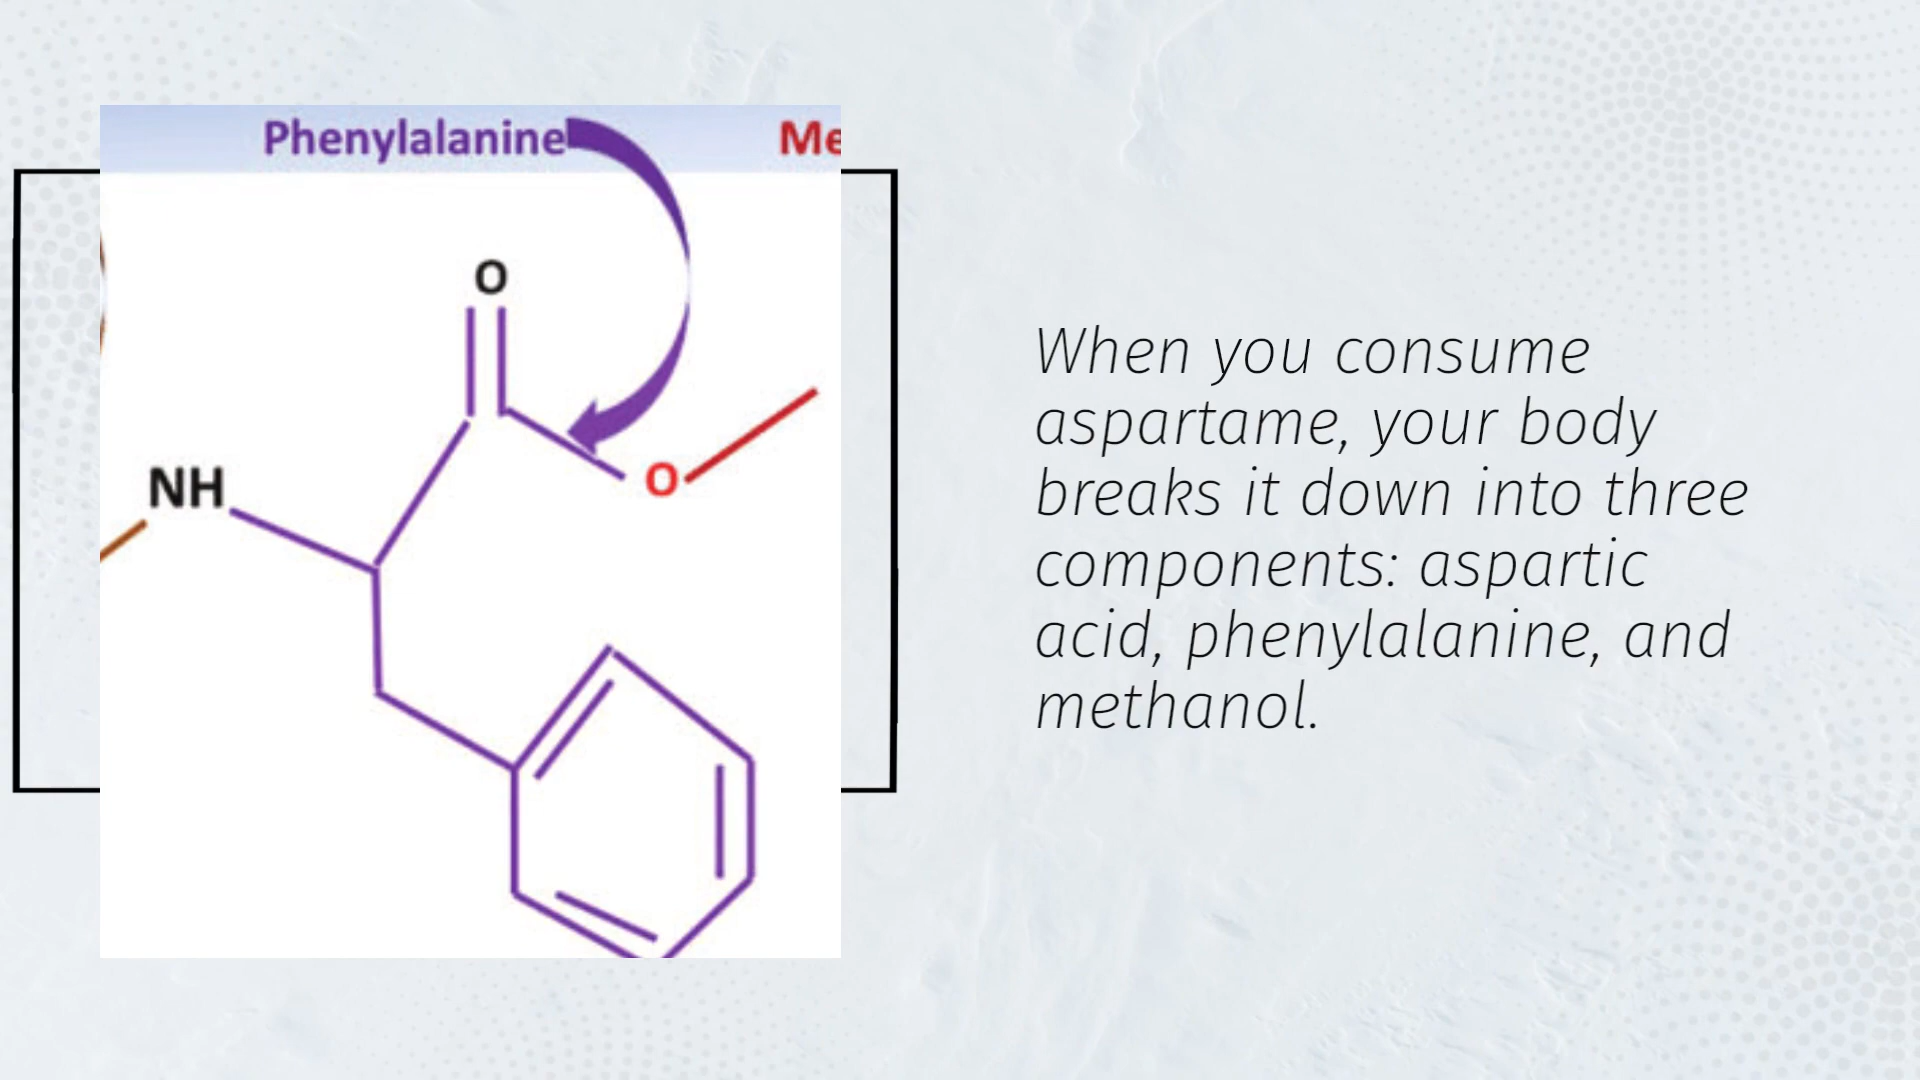 Phenylalanine Me
O
O
NH
When you consume
aspartame, your body
breaks it down into three
components: aspartic
acid, phenylalanine, and
methanol.